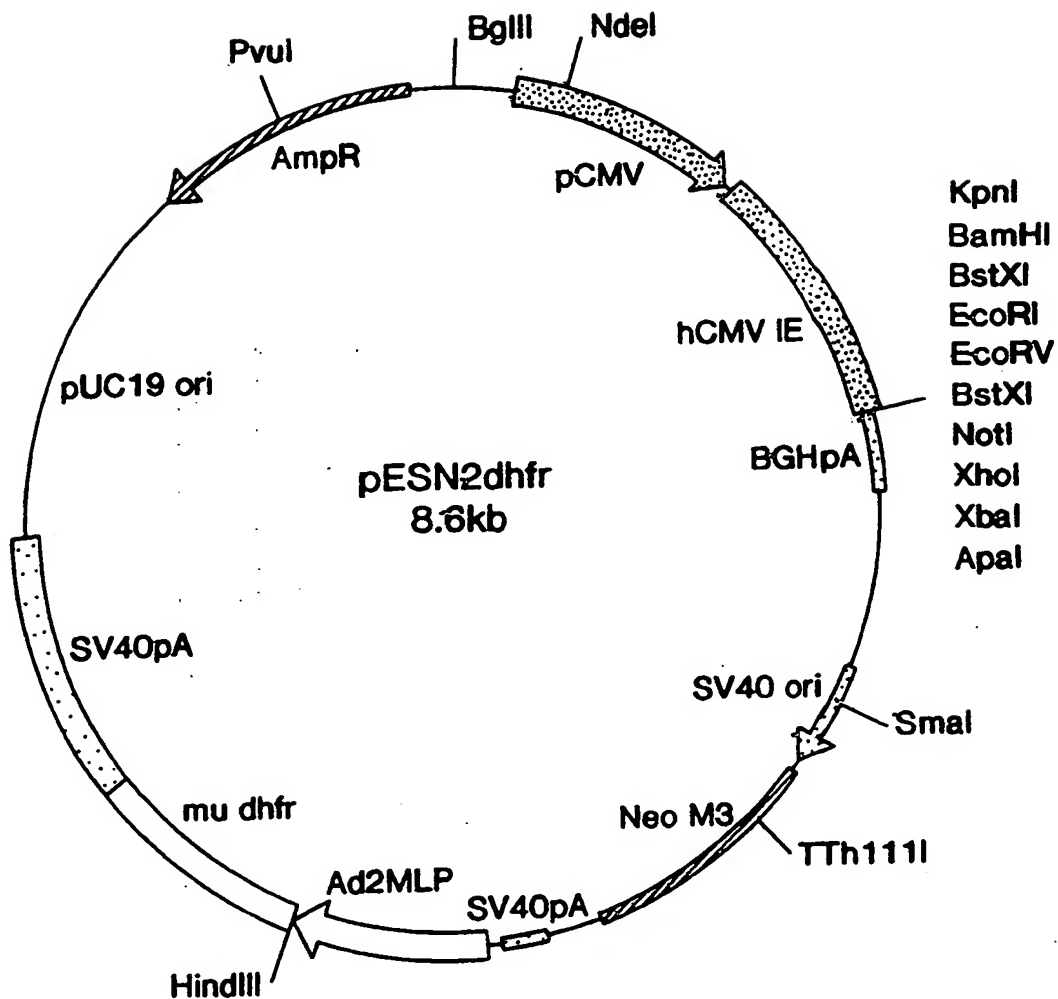 BglII
NdeI
PvuI
AmpR
pCMV
KpnI
BamHI
BstXI
EcoRI
EcoRV
BstXI
NotI
XhoI
XbaI
ApaI
hCMV IE
pUC19 ori
BGHpA
pESN2dhfr
8.6kb
SV40pA
SV40 ori
SmaI
mu dhfr
Neo M3
TTh111I
Ad2MLP
SV40pA
HindIII